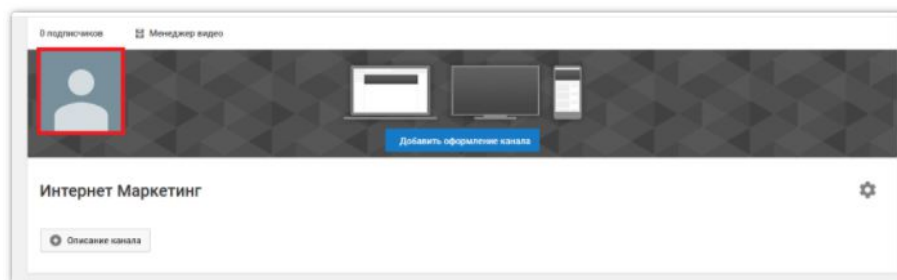 0 подписчиков Менеджер видео
Добавить оформление канала
Интернет Маркетинг
Описание канала